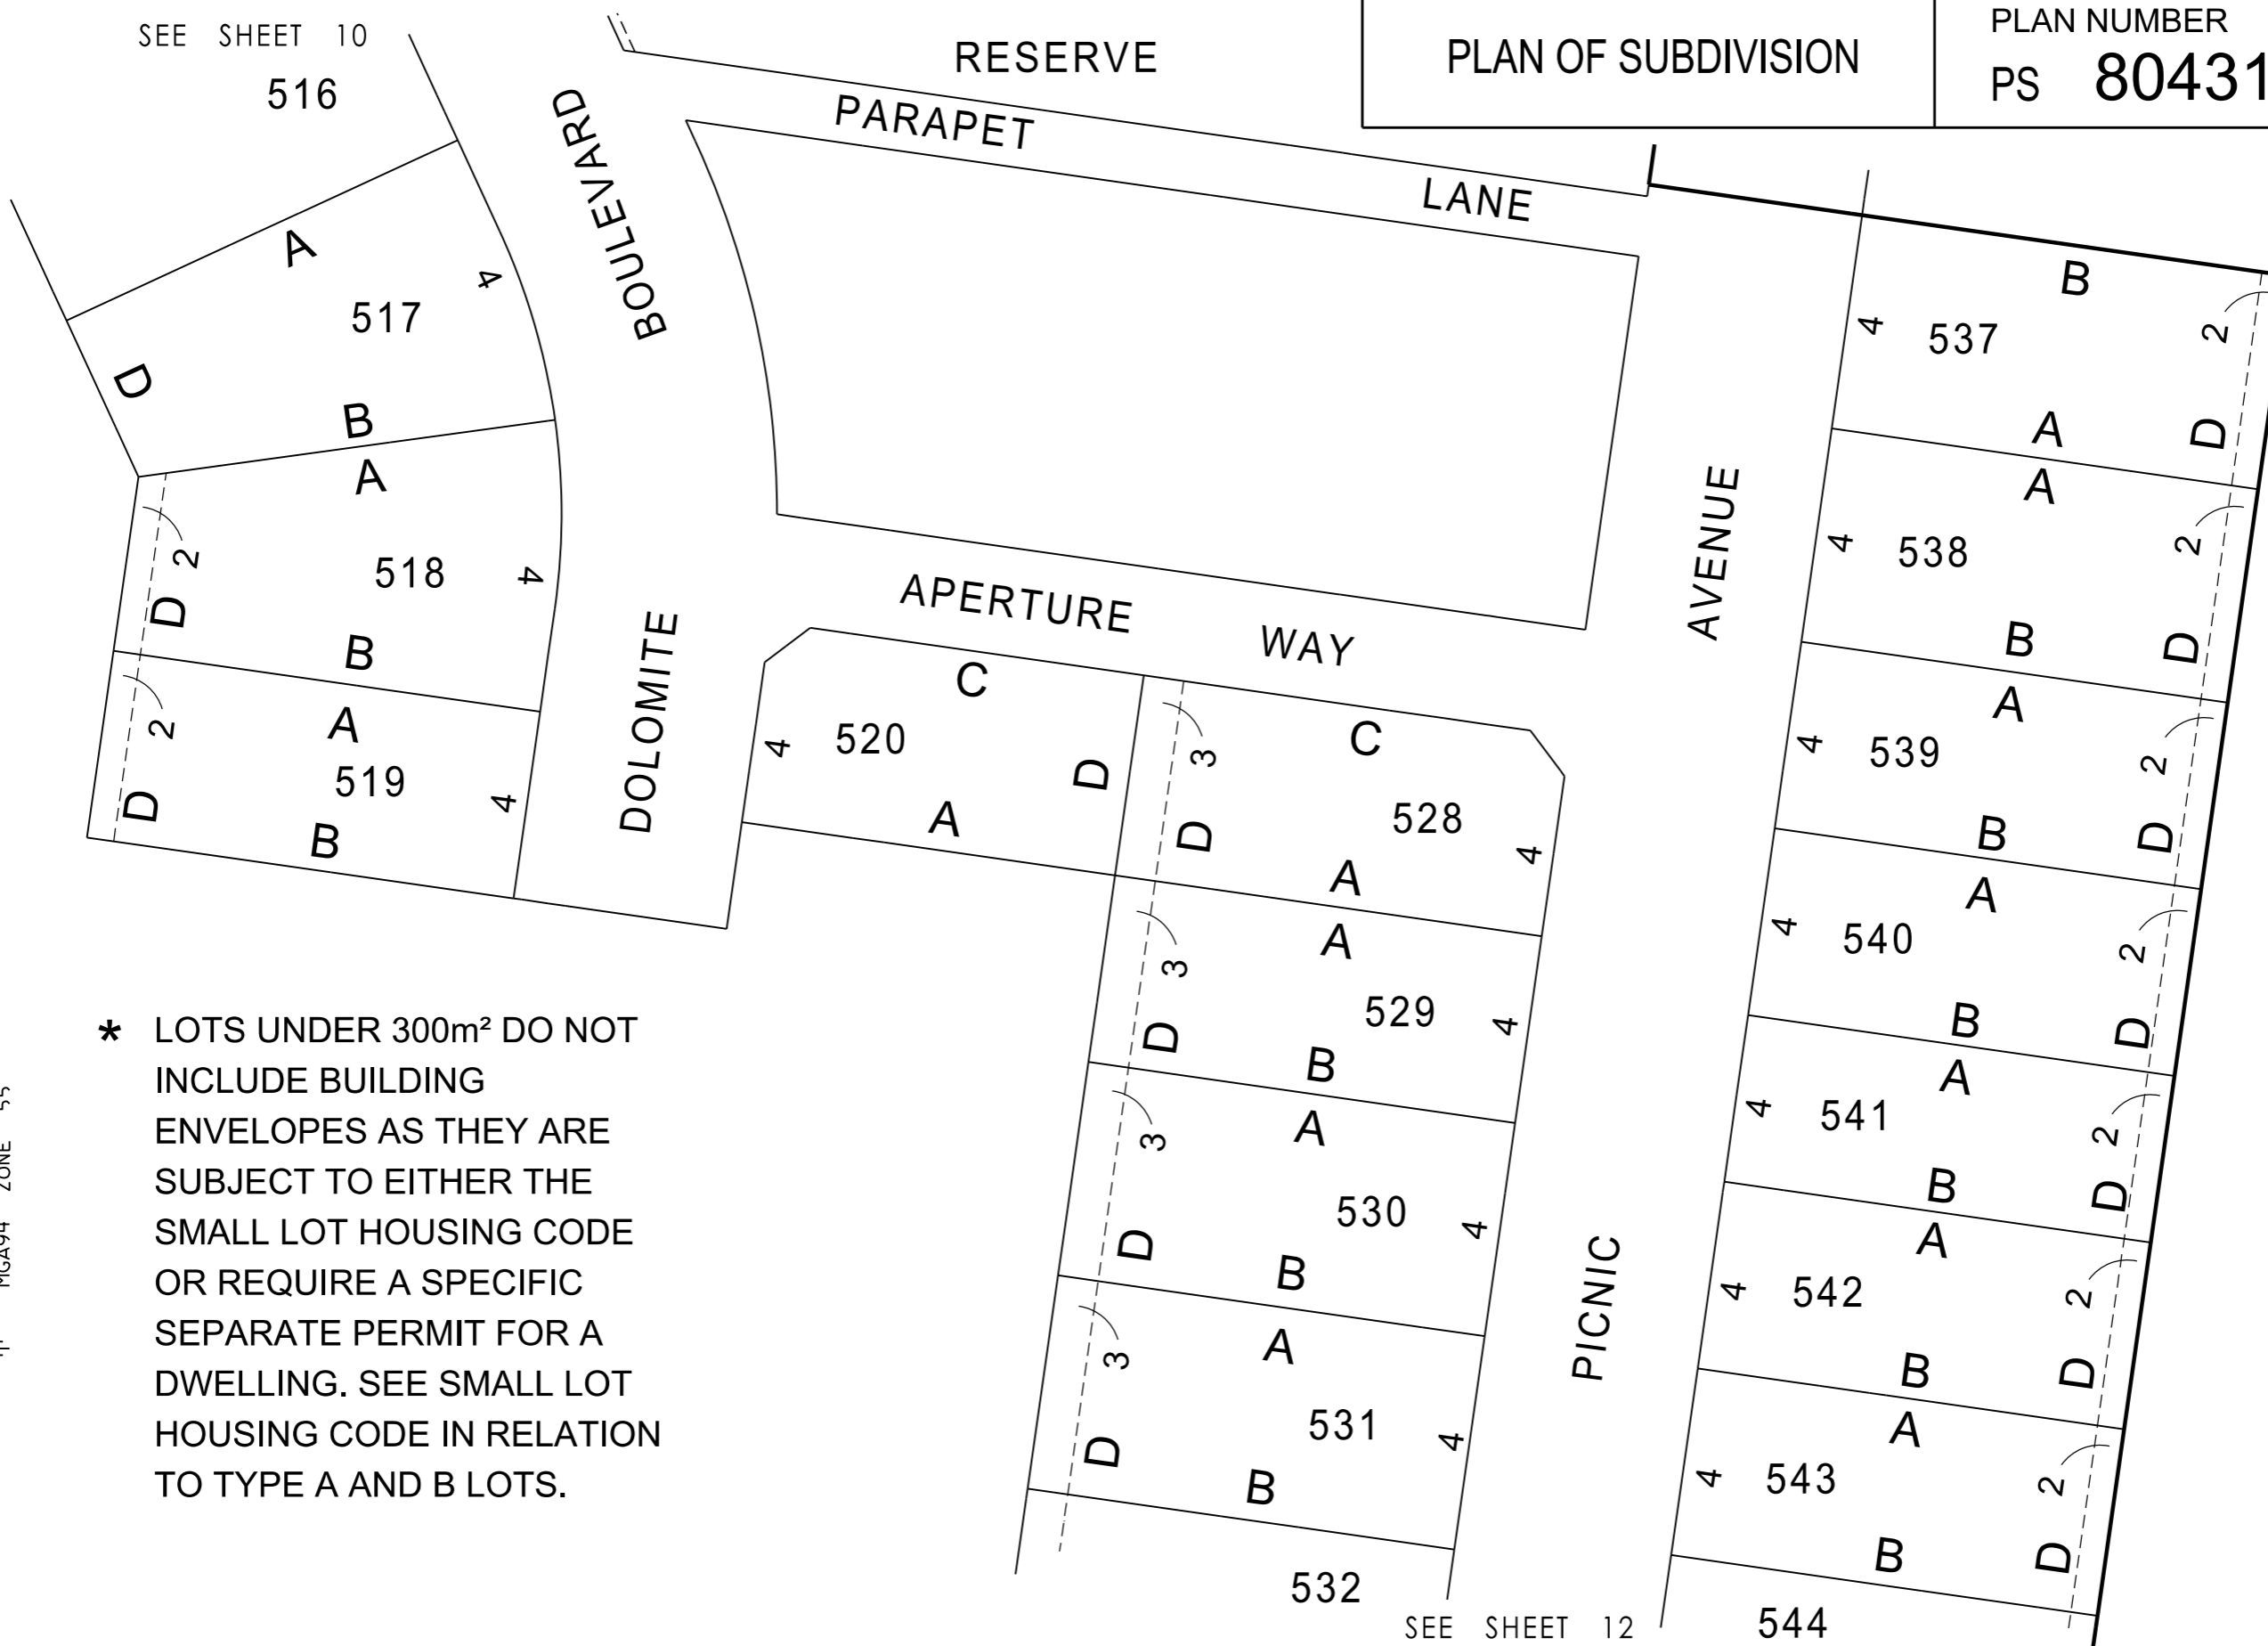 SEE SHEET 10
516
RESERVE
PLAN OF SUBDIVISION
PLAN NUMBER
PS 80431
PARAPET LANE
DOLOMITE BOULEVARD
A
517
4
D
B
A
2
518
4
D
B
2
A
519
4
D
B
APERTURE WAY
C
520
4
D
A
C
3
528
D
4
A
A
3
529
4
D
B
A
3
530
4
D
B
A
3
531
4
D
B
532
PICNIC AVENUE
B
4
537
2
D
A
A
4
538
2
B
D
A
4
539
2
B
D
A
4
540
2
B
D
A
4
541
2
B
D
A
4
542
2
B
D
A
4
543
2
B
D
544
SEE SHEET 12
MGA94 ZONE 55
* LOTS UNDER 300m² DO NOT
INCLUDE BUILDING
ENVELOPES AS THEY ARE
SUBJECT TO EITHER THE
SMALL LOT HOUSING CODE
OR REQUIRE A SPECIFIC
SEPARATE PERMIT FOR A
DWELLING. SEE SMALL LOT
HOUSING CODE IN RELATION
TO TYPE A AND B LOTS.